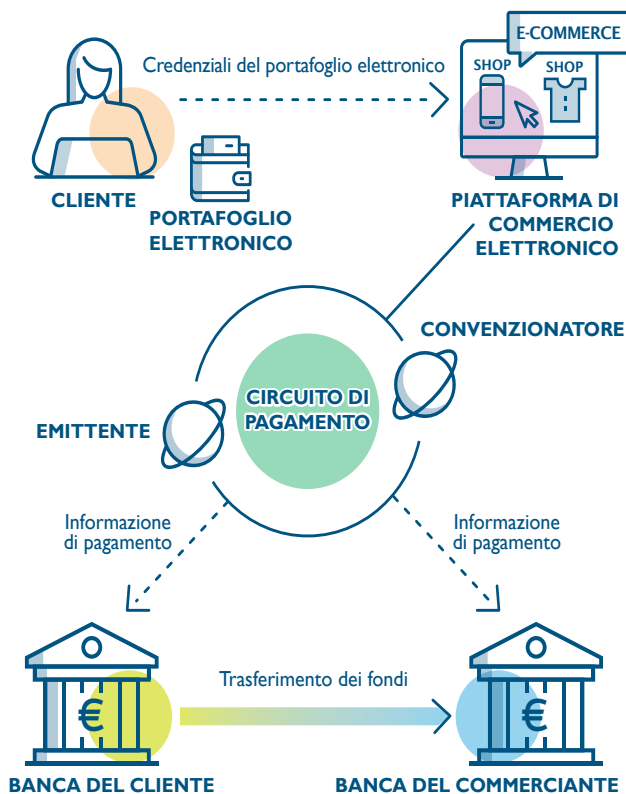 E-COMMERCE
Credenziali del portafoglio elettronico
SHOP
SHOP
CLIENTE
PORTAFOGLIO
ELETTRONICO
PIATTAFORMA DI
COMMERCIO
ELETTRONICO
CONVENZIONATORE
CIRCUITO DI
PAGAMENTO
EMITTENTE
Informazione
di pagamento
Informazione
di pagamento
Trasferimento dei fondi
€
€
BANCA DEL CLIENTE
BANCA DEL COMMERCIANTE